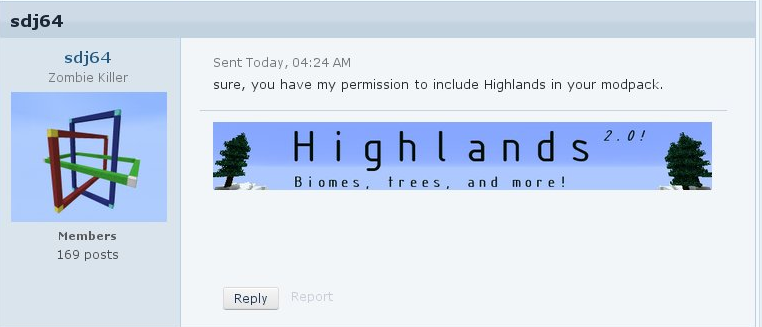 sdj64
sdj64
Zombie Killer
Members
169 posts
Sent Today, 04:24 AM
sure, you have my permission to include Highlands in your modpack.
Highlands 2.0!
Biomes, trees, and more!
Reply Report